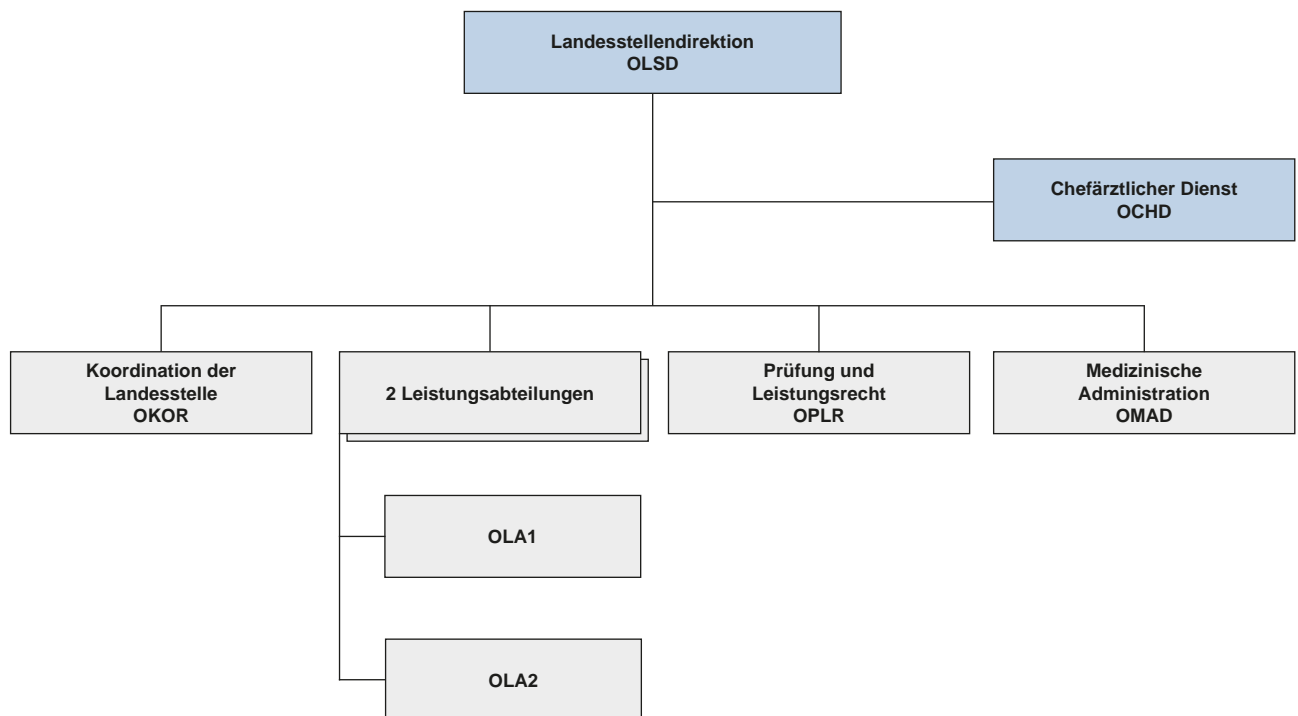 Landesstellendirektion
OLSD
Chefärztlicher Dienst
OCHD
Koordination der
Landesstelle
OKOR
2 Leistungsabteilungen
Prüfung und
Leistungsrecht
OPLR
Medizinische
Administration
OMAD
OLA1
OLA2